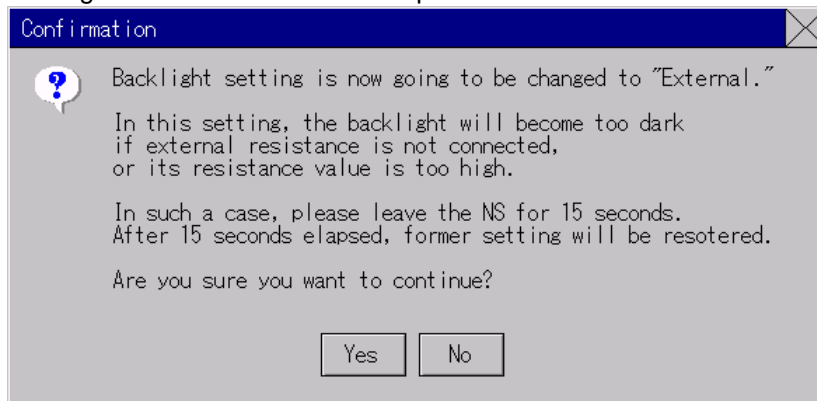 Confirmation
Backlight setting is now going to be changed to "External."
In this setting, the backlight will become too dark
if external resistance is not connected,
or its resistance value is too high.
In such a case, please leave the NS for 15 seconds.
After 15 seconds elapsed, former setting will be resotered.
Are you sure you want to continue?
Yes No